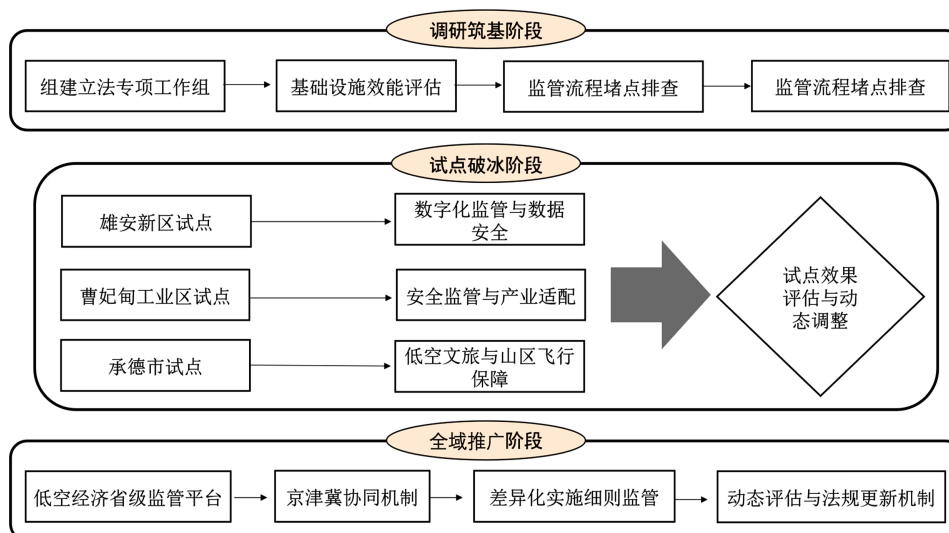 调研筑基阶段
组建立法专项工作组
基础设施效能评估
监管流程堵点排查
监管流程堵点排查
试点破冰阶段
雄安新区试点
数字化监管与数据
安全
曹妃甸工业区试点
安全监管与产业适配
承德市试点
低空文旅与山区飞行
保障
试点效果
评估与动
态调整
全域推广阶段
低空经济省级监管平台
京津冀协同机制
差异化实施细则监管
动态评估与法规更新机制